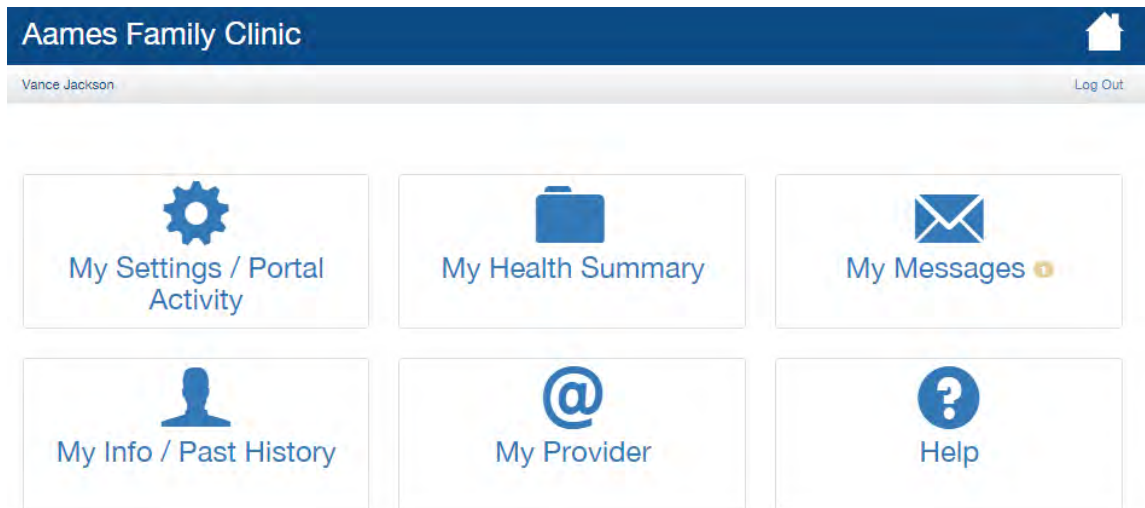 Aames Family Clinic
Vance Jackson
Log Out
My Settings / Portal
Activity
My Health Summary
My Messages 1
My Info / Past History
@
My Provider
?
Help